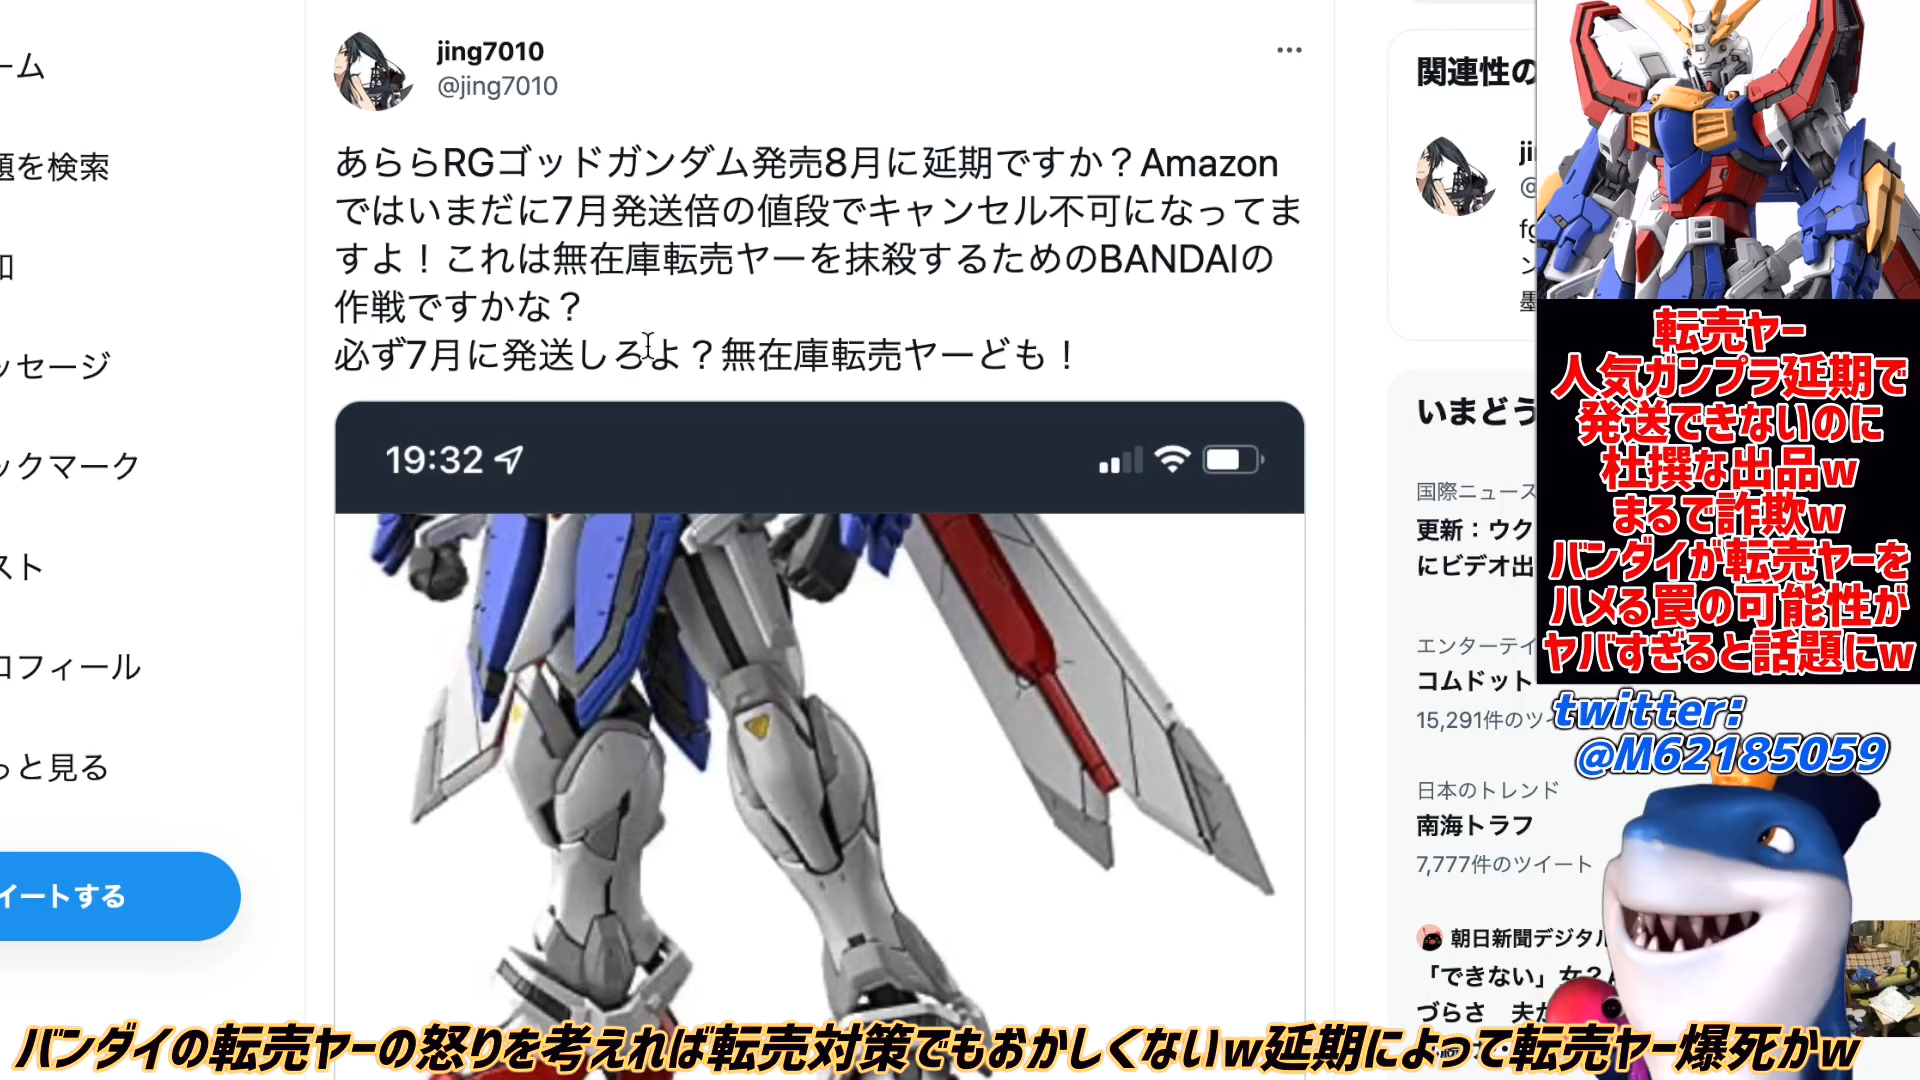 ーム
題を検索
知
ッセージ
ックマーク
スト
ロフィール
っと見る
イートする
jing7010
@jing7010
あららRGゴッドガンダム発売8月に延期ですか？Amazon
ではいまだに7月発送倍の値段でキャンセル不可になってま
すよ！これは無在庫転売ヤーを抹殺するためのBANDAIの
作戦ですかな？
必ず7月に発送しろよ？無在庫転売ヤーども！
19:32
関連性の
ji
@
fg
ン
墨
いまどう
国際ニュース
更新：ウク
にビデオ出
エンターテイ
コムドット
15,291件のツイ
日本のトレンド
南海トラフ
7,777件のツイート
朝日新聞デジタル
「できない」女？
づらさ 夫だ
転売ヤー
人気ガンプラ延期で
発送できないのに
杜撰な出品w
まるで詐欺w
バンダイが転売ヤーを
ハメる罠の可能性が
ヤバすぎると話題にw
twitter:
@M62185059
バンダイの転売ヤーの怒りを考えれば転売対策でもおかしくないw延期によって転売ヤー爆死かw